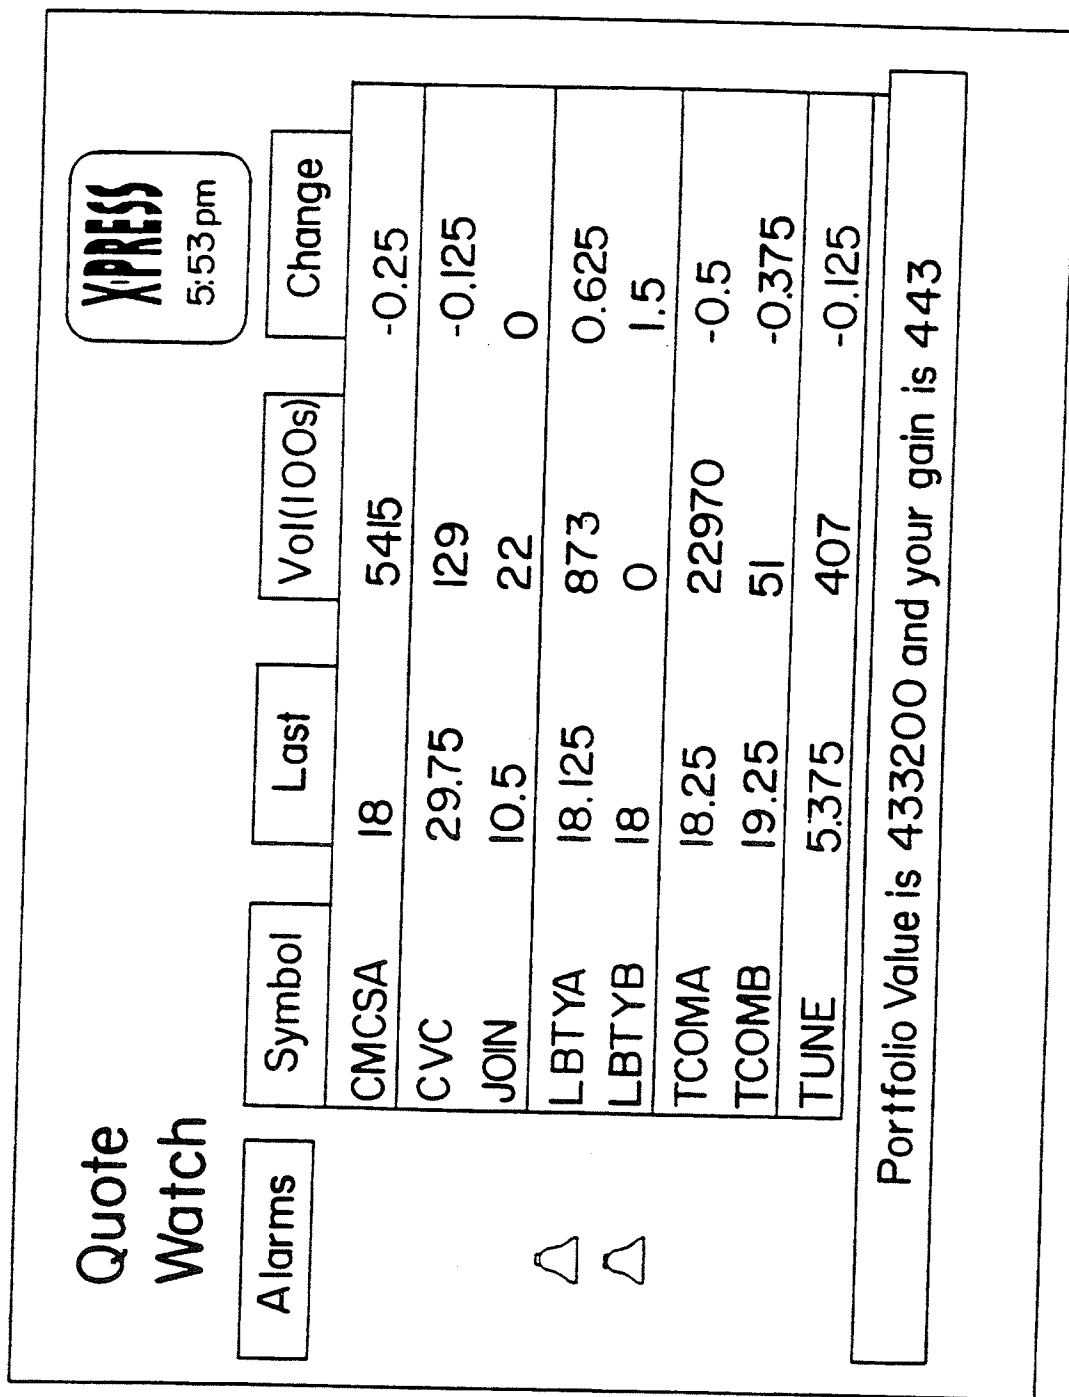 Quote
Watch
X·PRESS
5:53pm
Alarms Symbol Last Vol(100s) Change
CMCSA 18 5415 -0.25
CVC 29.75 129 -0.125
JOIN 10.5 22 0
LBTYA 18.125 873 0.625
LBTYB 18 0 1.5
TCOMA 18.25 22970 -0.5
TCOMB 19.25 51 -0.375
TUNE 5.375 407 -0.125
Portfolio Value is 433200 and your gain is 443